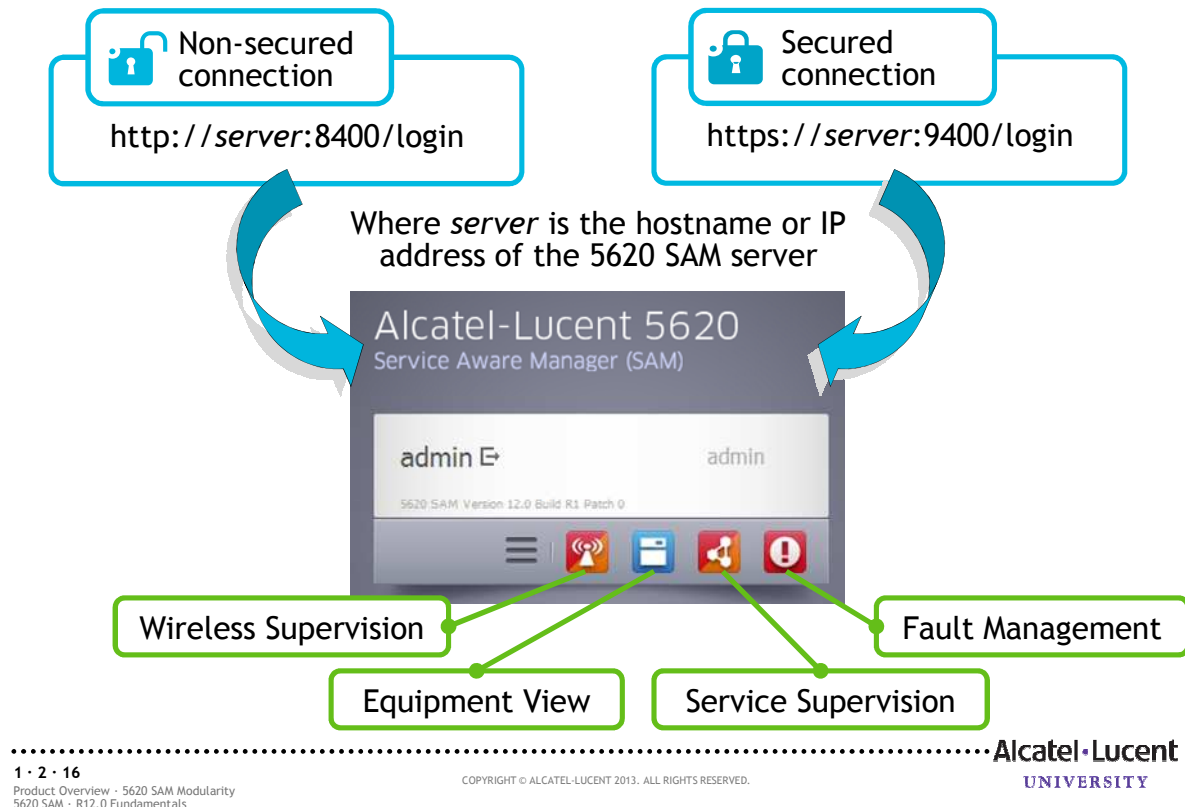 Non-secured
connection
http://server:8400/login
Secured
connection
https://server:9400/login
Where server is the hostname or IP
address of the 5620 SAM server
Alcatel-Lucent 5620
Service Aware Manager (SAM)
admin
admin
5620 SAM Version 12.0 Build R1 Patch 0
Wireless Supervision
Fault Management
Equipment View
Service Supervision
Alcatel·Lucent
UNIVERSITY
1 · 2 · 16
Product Overview · 5620 SAM Modularity
5620 SAM · R12.0 Fundamentals
COPYRIGHT © ALCATEL-LUCENT 2013. ALL RIGHTS RESERVED.